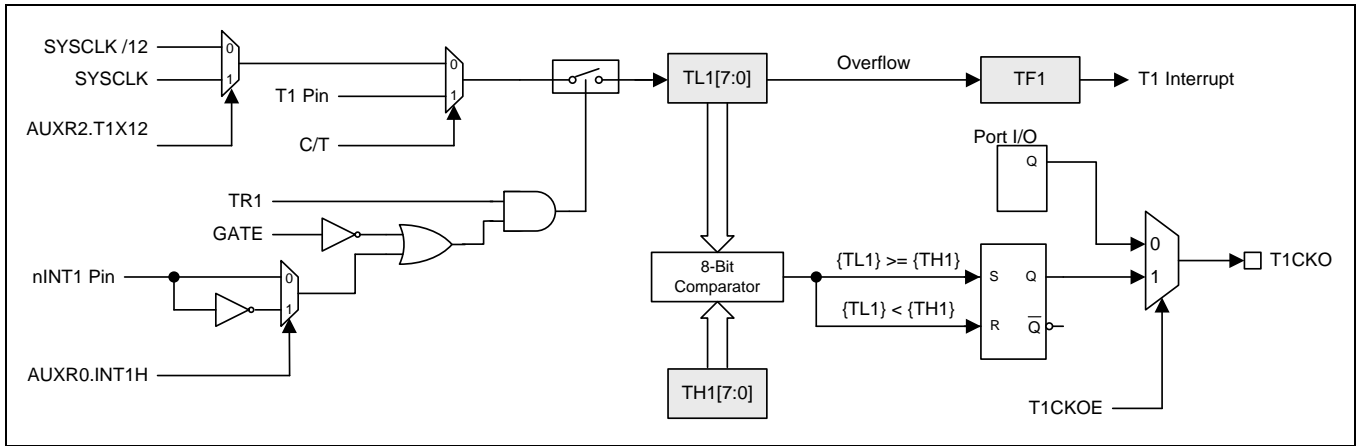 SYSCLK /12
SYSCLK
AUXR2.T1X12
0
1
T1 Pin
C/T
0
1
TL1[7:0]
Overflow
TF1
T1 Interrupt
Port I/O
Q
TR1
GATE
nINT1 Pin
0
1
AUXR0.INT1H
8-Bit
Comparator
TH1[7:0]
{TL1} >= {TH1}
{TL1} < {TH1}
S
Q
R
Q̅
0
1
T1CKO
T1CKOE